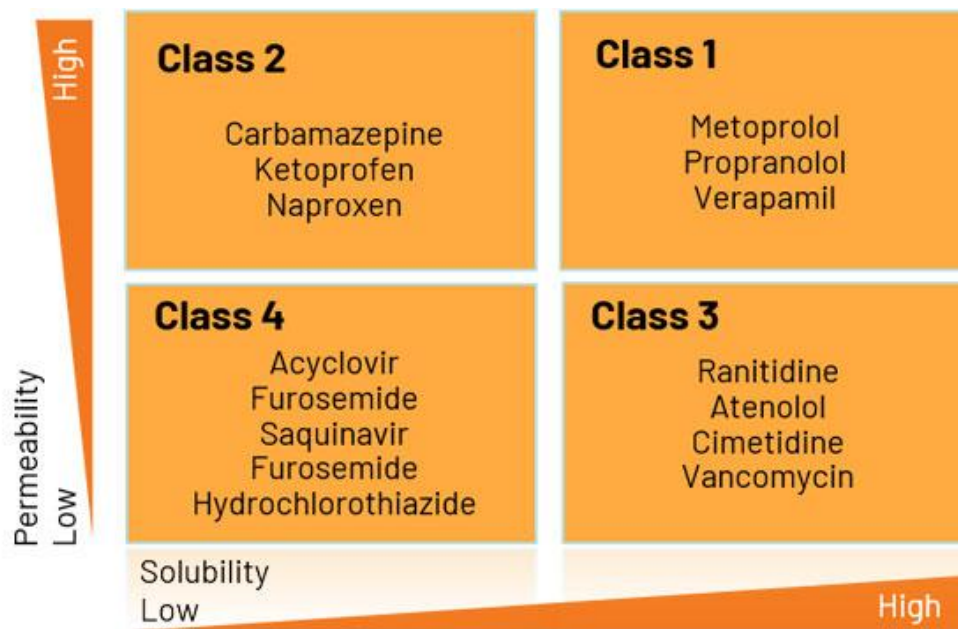 High
Permeability
Low
Class 2
Carbamazepine
Ketoprofen
Naproxen
Class 1
Metoprolol
Propranolol
Verapamil
Class 4
Acyclovir
Furosemide
Saquinavir
Furosemide
Hydrochlorothiazide
Class 3
Ranitidine
Atenolol
Cimetidine
Vancomycin
Solubility
Low
High